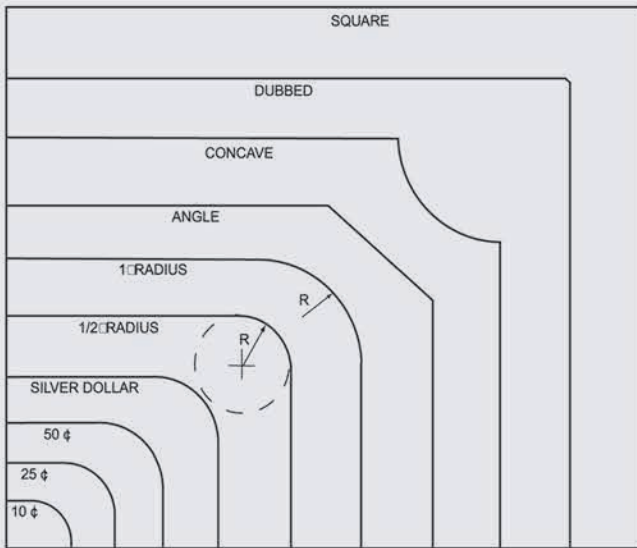 SQUARE
DUBBED
CONCAVE
ANGLE
1□RADIUS
R
1/2□RADIUS
R
SILVER DOLLAR
50 ¢
25 ¢
10 ¢